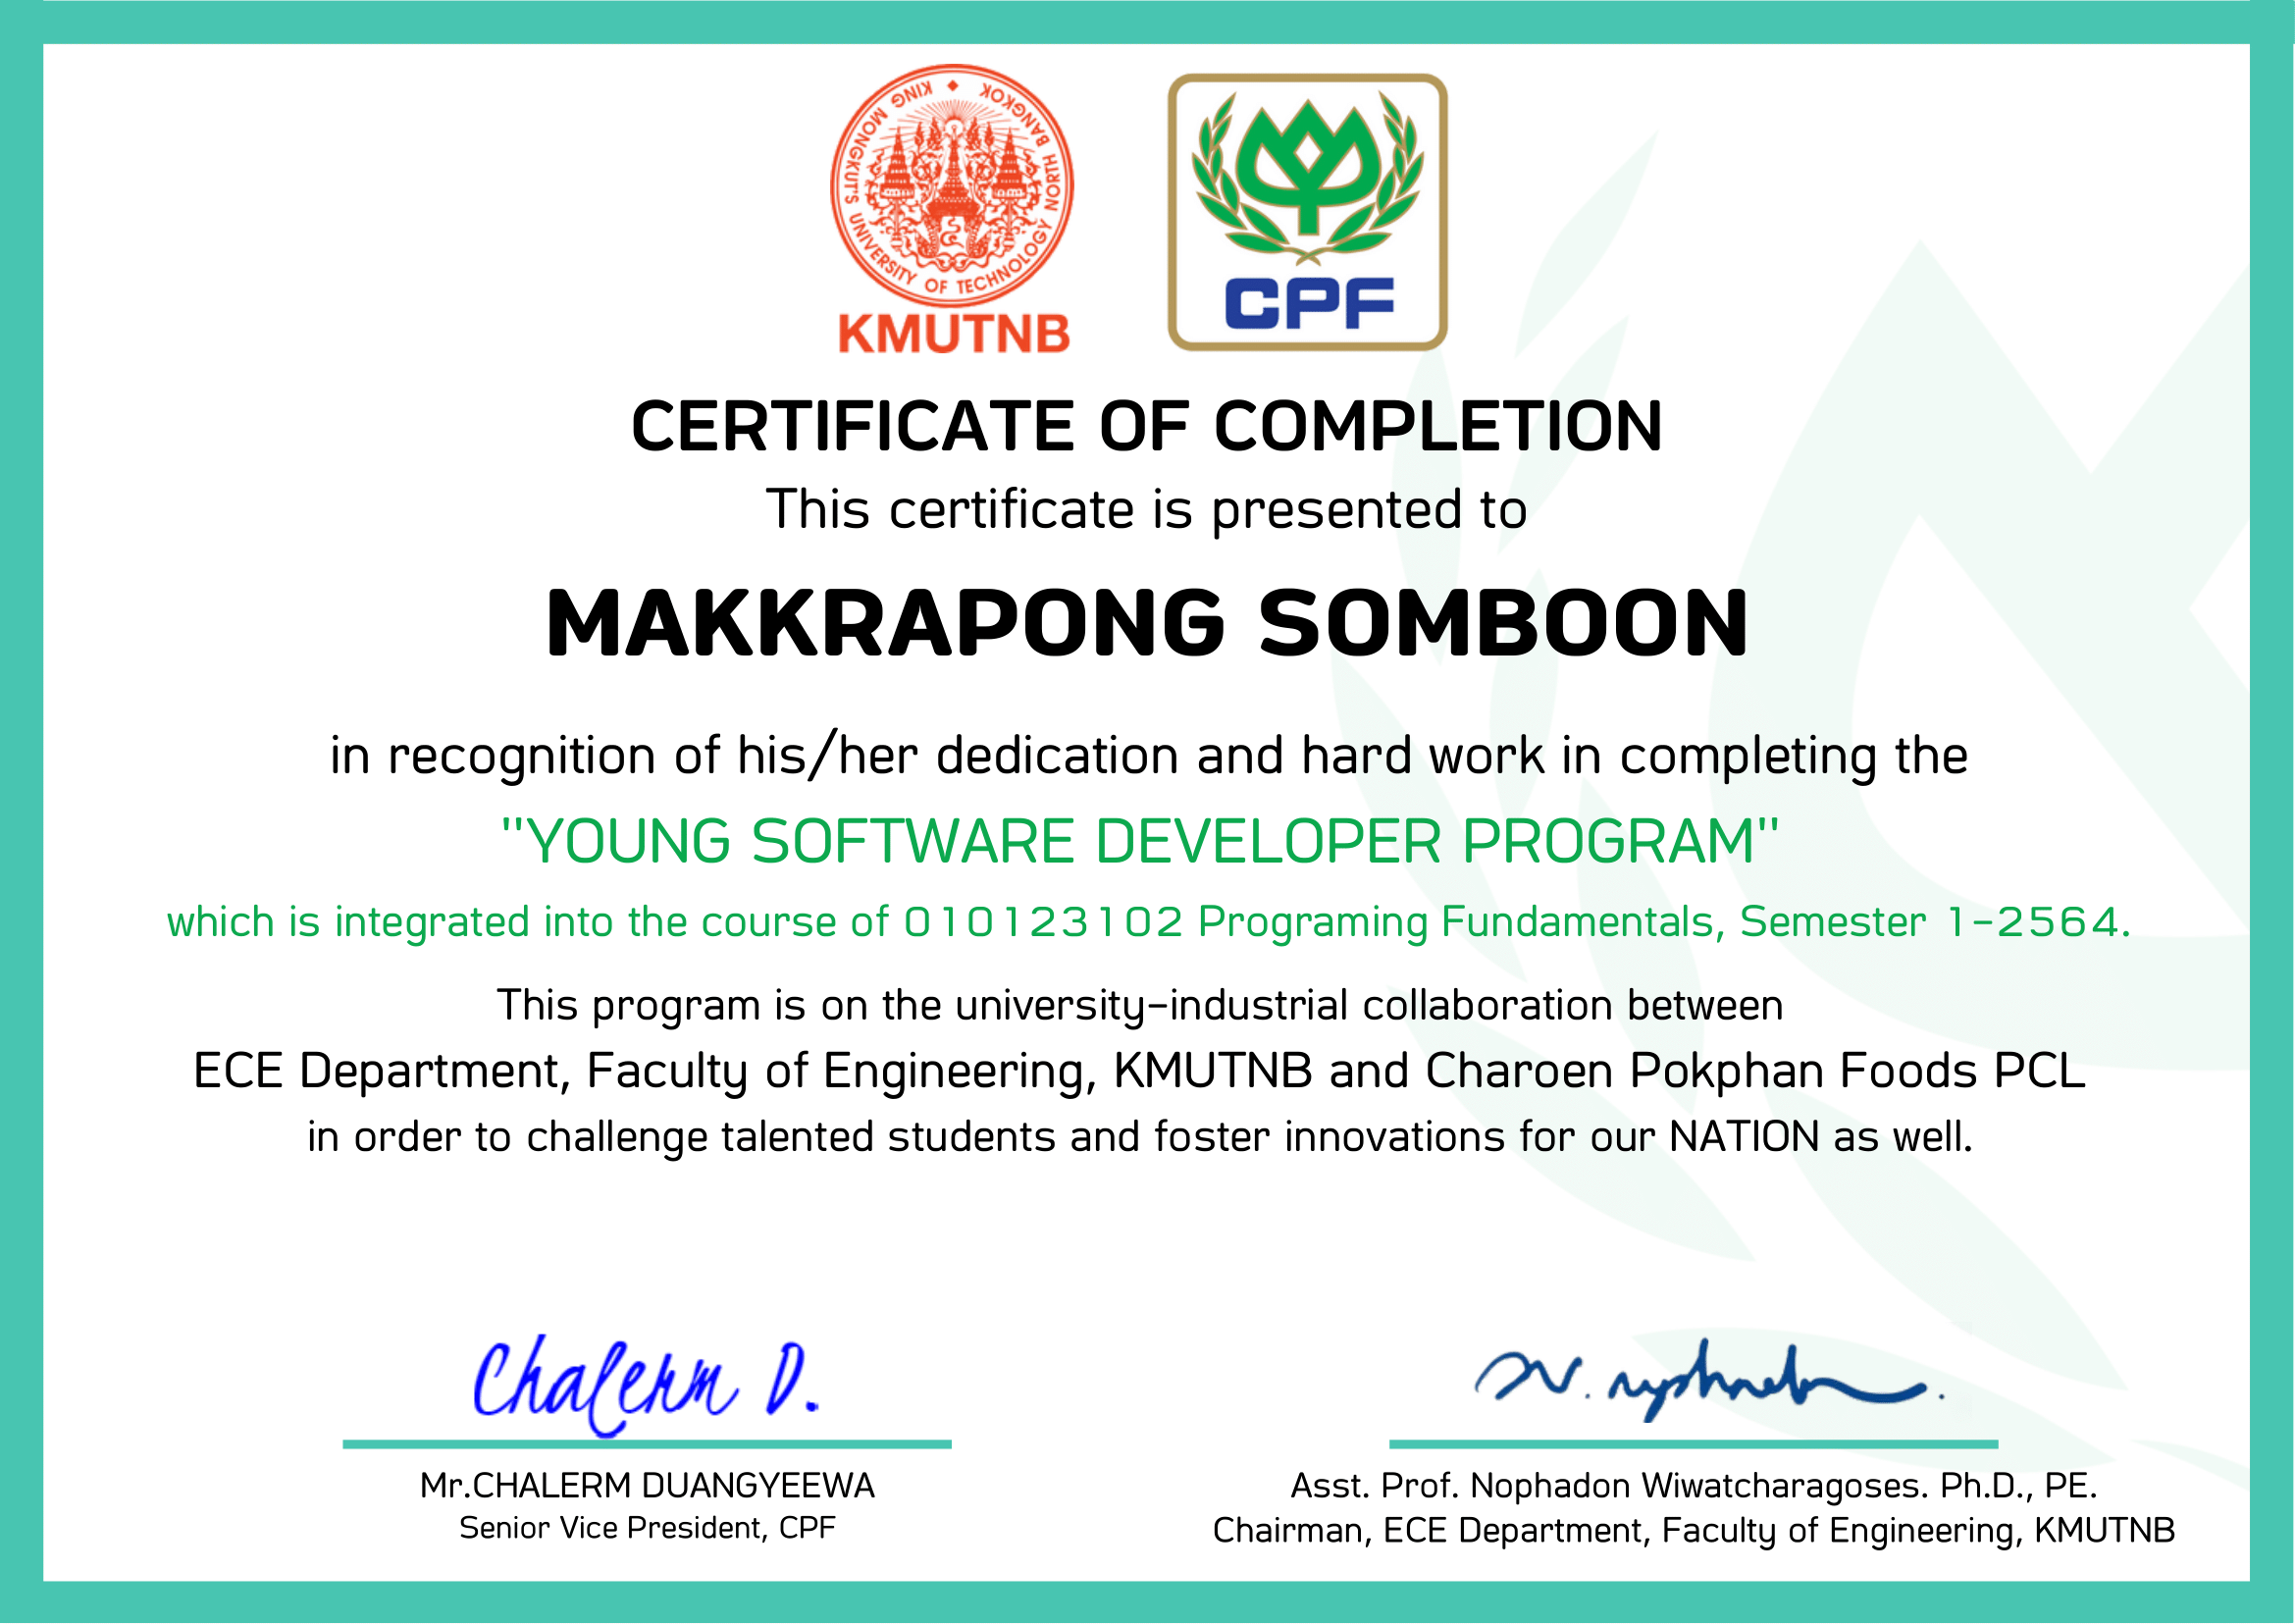 KING MONGKUT'S UNIVERSITY OF TECHNOLOGY NORTH BANGKOK
KMUTNB
CPF
CERTIFICATE OF COMPLETION
This certificate is presented to
MAKKRAPONG SOMBOON
in recognition of his/her dedication and hard work in completing the
"YOUNG SOFTWARE DEVELOPER PROGRAM"
which is integrated into the course of 010123102 Programing Fundamentals, Semester 1-2564.
This program is on the university-industrial collaboration between
ECE Department, Faculty of Engineering, KMUTNB and Charoen Pokphan Foods PCL
in order to challenge talented students and foster innovations for our NATION as well.
Chalerm D.
Mr.CHALERM DUANGYEEWA
Senior Vice President, CPF
Asst. Prof. Nophadon Wiwatcharagoses. Ph.D., PE.
Chairman, ECE Department, Faculty of Engineering, KMUTNB